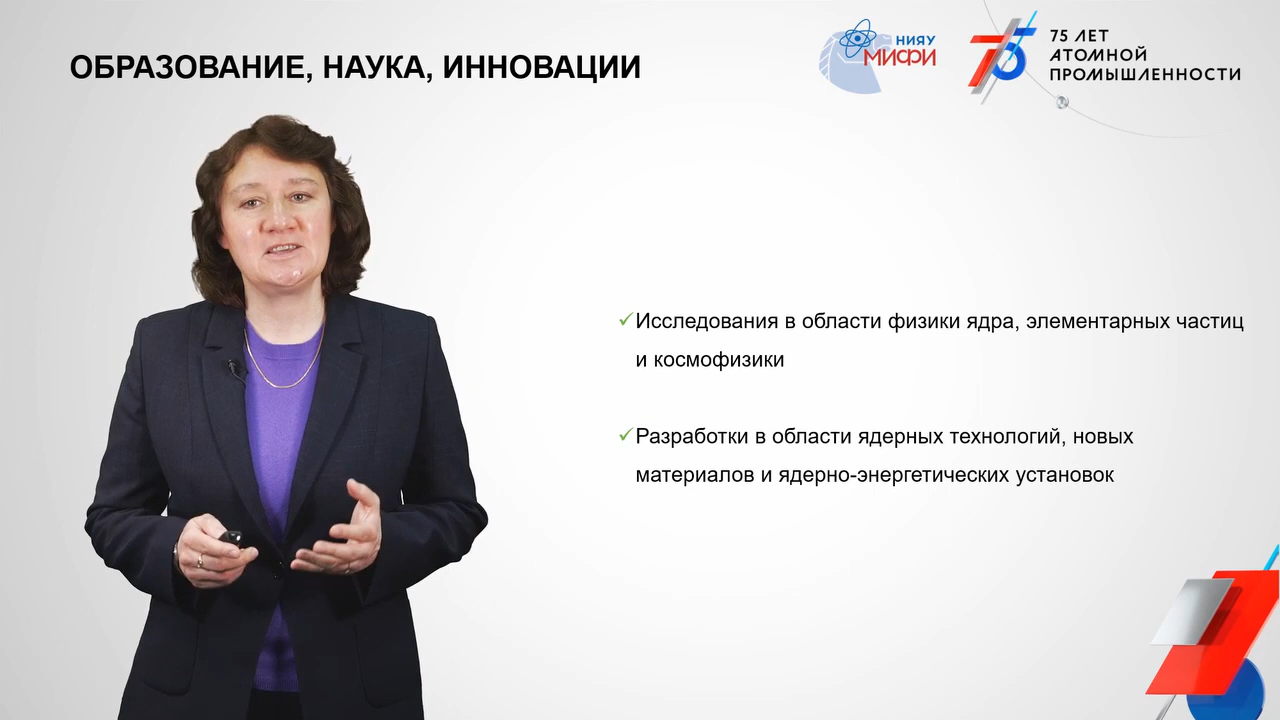 ОБРАЗОВАНИЕ, НАУКА, ИННОВАЦИИ
НИЯУ
МИФИ
75
75 ЛЕТ
АТОМНОЙ
ПРОМЫШЛЕННОСТИ
✓Исследования в области физики ядра, элементарных частиц
и космофизики
✓Разработки в области ядерных технологий, новых
материалов и ядерно-энергетических установок